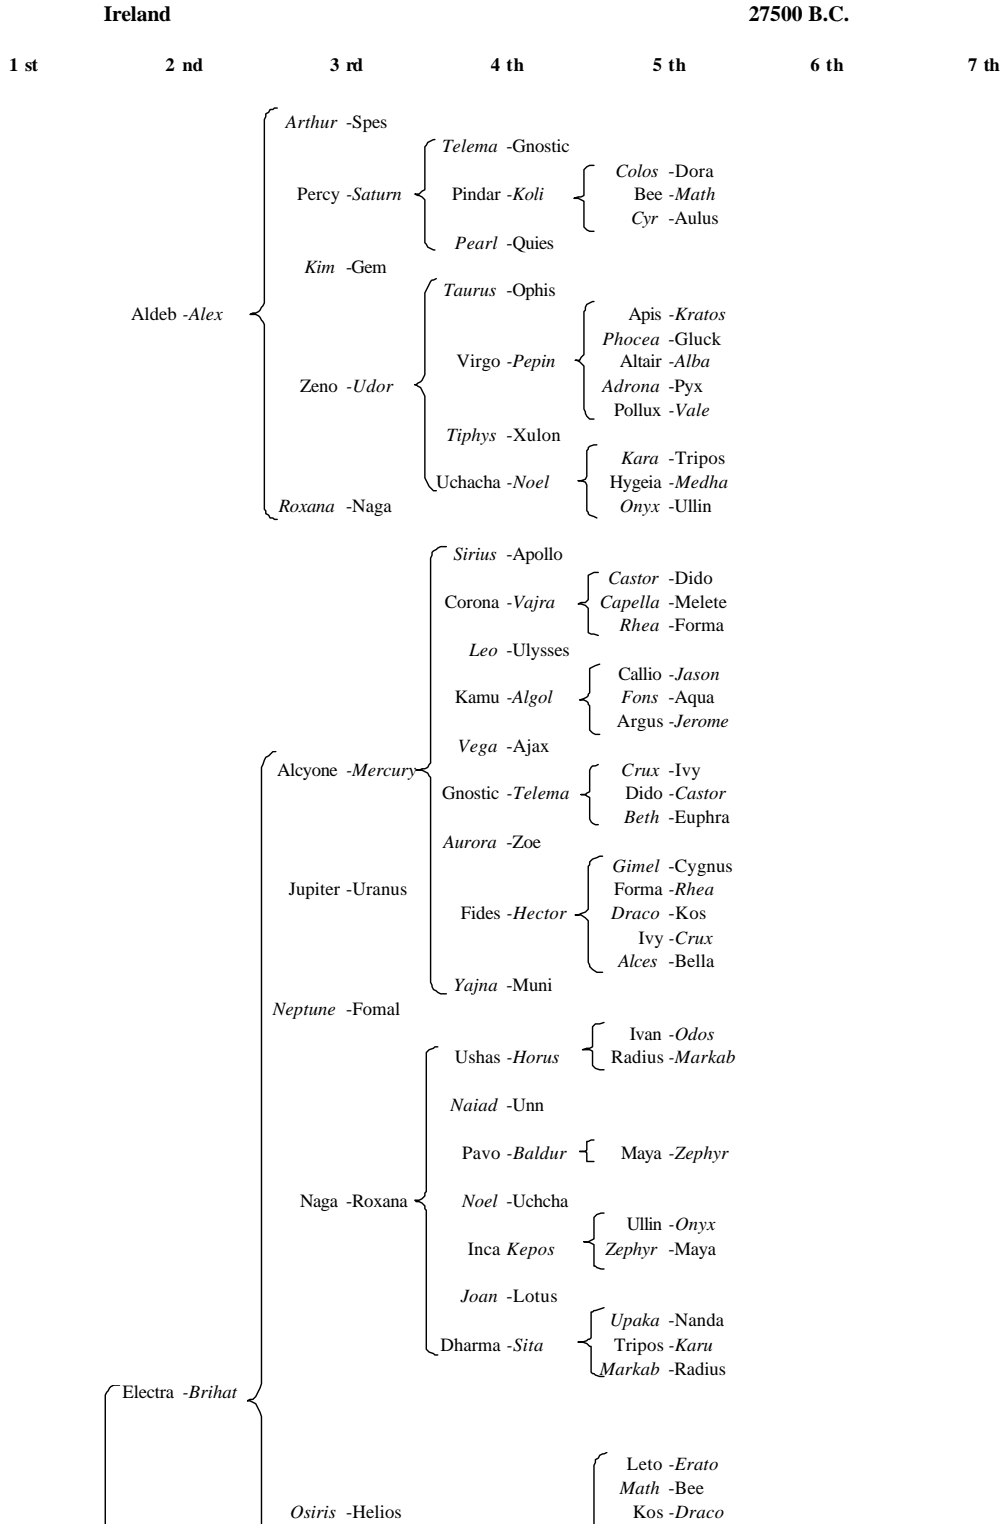 Ireland 27500 B.C.
1 st 2 nd 3 rd 4 th 5 th 6 th 7 th
Arthur -Spes
Telema -Gnostic
Colos -Dora
Percy -Saturn Pindar -Koli Bee -Math
Cyr -Aulus
Pearl -Quies
Kim -Gem
Taurus -Ophis
Aldeb -Alex Apis -Kratos
Phocea -Gluck
Virgo -Pepin Altair -Alba
Zeno -Udor Adrona -Pyx
Pollux -Vale
Tiphys -Xulon
Kara -Tripos
Uchacha -Noel Hygeia -Medha
Roxana -Naga Onyx -Ullin
Sirius -Apollo
Castor -Dido
Corona -Vajra Capella -Melete
Rhea -Forma
Leo -Ulysses
Callio -Jason
Kamu -Algol Fons -Aqua
Argus -Jerome
Vega -Ajax
Alcyone -Mercury Crux -Ivy
Gnostic -Telema Dido -Castor
Beth -Euphra
Aurora -Zoe
Gimel -Cygnus
Jupiter -Uranus Forma -Rhea
Fides -Hector Draco -Kos
Ivy -Crux
Alces -Bella
Yajna -Muni
Neptune -Fomal
Ivan -Odos
Ushas -Horus Radius -Markab
Naiad -Unn
Pavo -Baldur Maya -Zephyr
Naga -Roxana Noel -Uchcha
Ullin -Onyx
Inca Kepos Zephyr -Maya
Joan -Lotus
Upaka -Nanda
Dharma -Sita Tripos -Karu
Markab -Radius
Electra -Brihat
Leto -Erato
Math -Bee
Osiris -Helios Kos -Draco